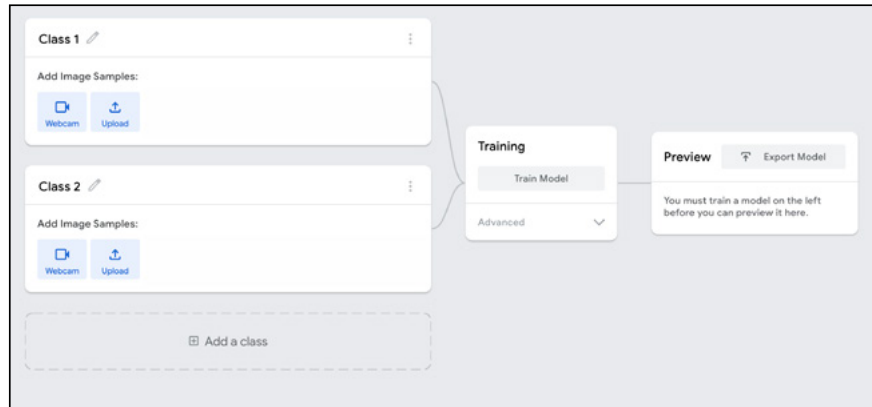 Class 1
Add Image Samples:
Webcam
Upload
Class 2
Add Image Samples:
Webcam
Upload
Add a class
Training
Train Model
Advanced
Preview
Export Model
You must train a model on the left
before you can preview it here.